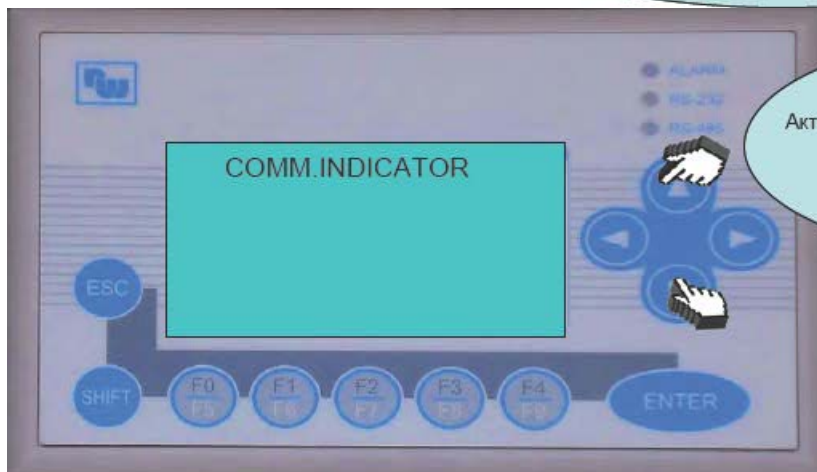 ALARM
RS-232
RS-485
Акт
COMM.INDICATOR
ESC
SHIFT
F0
F5
F1
F6
F2
F7
F3
F8
F4
F9
ENTER